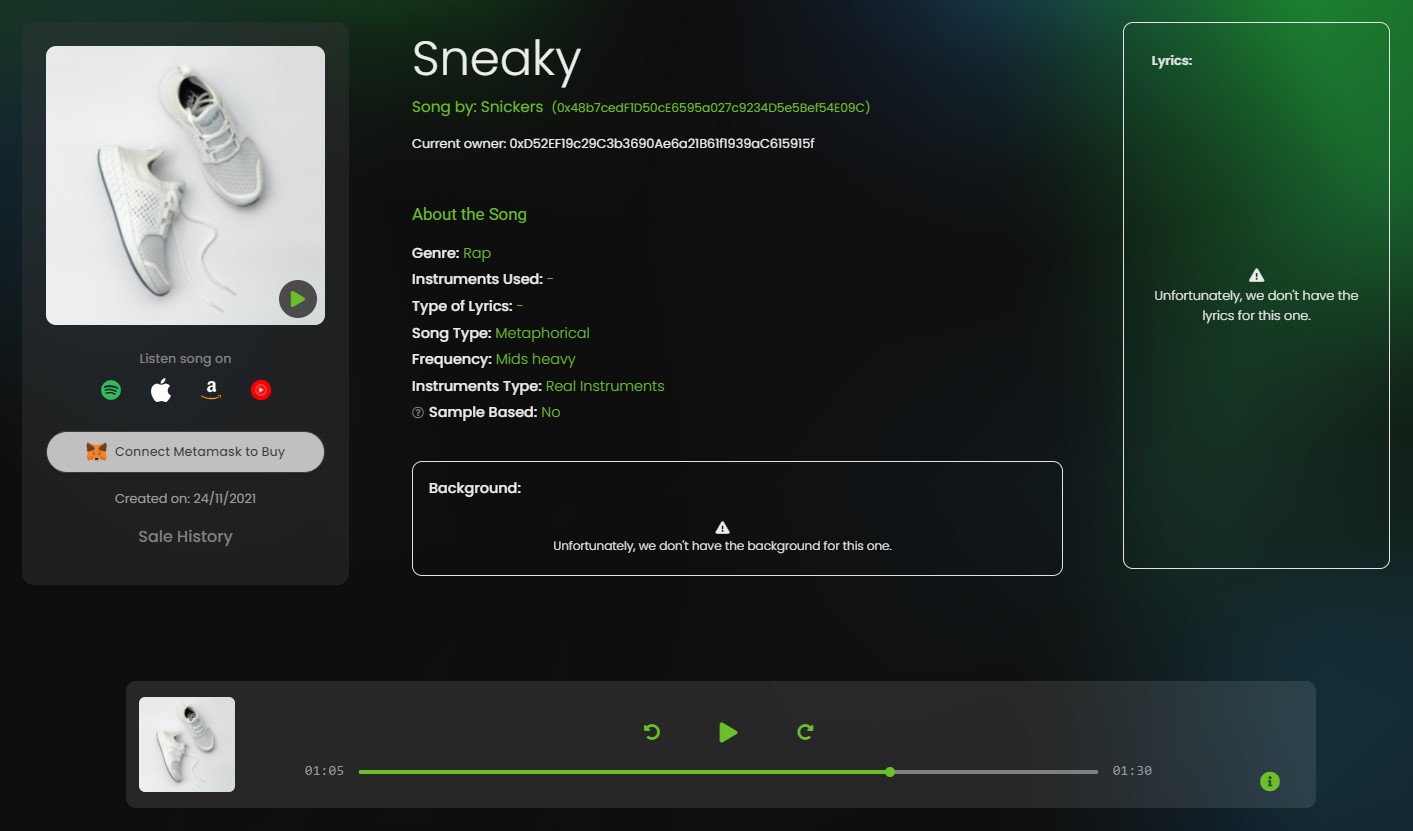 Sneaky
Song by: Snickers (0x48b7cedF1D50cE6595a027c9234D5e5Bef54E09C)
Current owner: 0xD52EF19c29C3b3690Ae6a21B61f1939aC615915f
Listen song on
a
Connect Metamask to Buy
Created on: 24/11/2021
Sale History
About the Song
Genre: Rap
Instruments Used: -
Type of Lyrics: -
Song Type: Metaphorical
Frequency: Mids heavy
Instruments Type: Real Instruments
Sample Based: No
Background:
Unfortunately, we don't have the background for this one.
Lyrics:
Unfortunately, we don't have the
lyrics for this one.
01:05
01:30